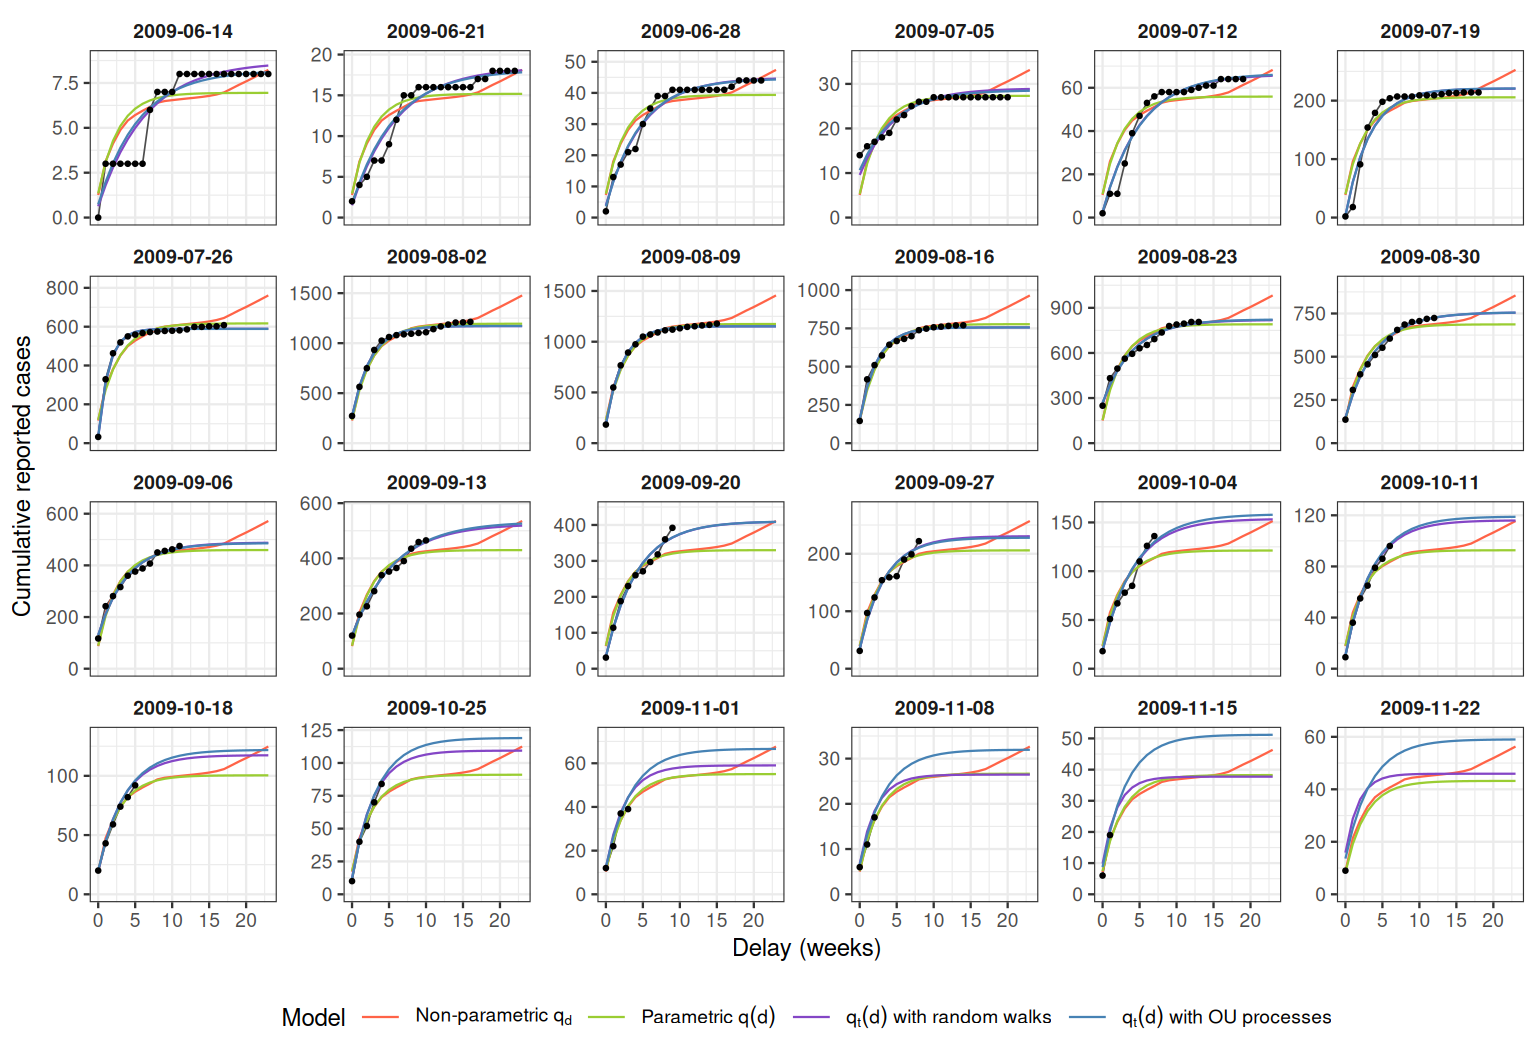 2009-06-14 2009-06-21 2009-06-28 2009-07-05 2009-07-12 2009-07-19
7.5 5.0 2.5 0.0
20 15 10 5 0
50 40 30 20 10 0
30 20 10 0
60 40 20 0
200 100 0
2009-07-26 2009-08-02 2009-08-09 2009-08-16 2009-08-23 2009-08-30
800 600 400 200 0
1500 1000 500 0
1500 1000 500 0
1000 750 500 250 0
900 600 300 0
750 500 250 0
Cumulative reported cases
2009-09-06 2009-09-13 2009-09-20 2009-09-27 2009-10-04 2009-10-11
600 400 200 0
600 400 200 0
400 300 200 100 0
200 100 0
150 100 50 0
120 80 40 0
2009-10-18 2009-10-25 2009-11-01 2009-11-08 2009-11-15 2009-11-22
100 50 0
125 100 75 50 25 0
60 40 20 0
30 20 10 0
50 40 30 20 10 0
60 40 20 0
0 5 10 15 20 0 5 10 15 20 0 5 10 15 20 0 5 10 15 20 0 5 10 15 20 0 5 10 15 20
Delay (weeks)
Model Non-parametric q_d Parametric q(d) q_t(d) with random walks q_t(d) with OU processes